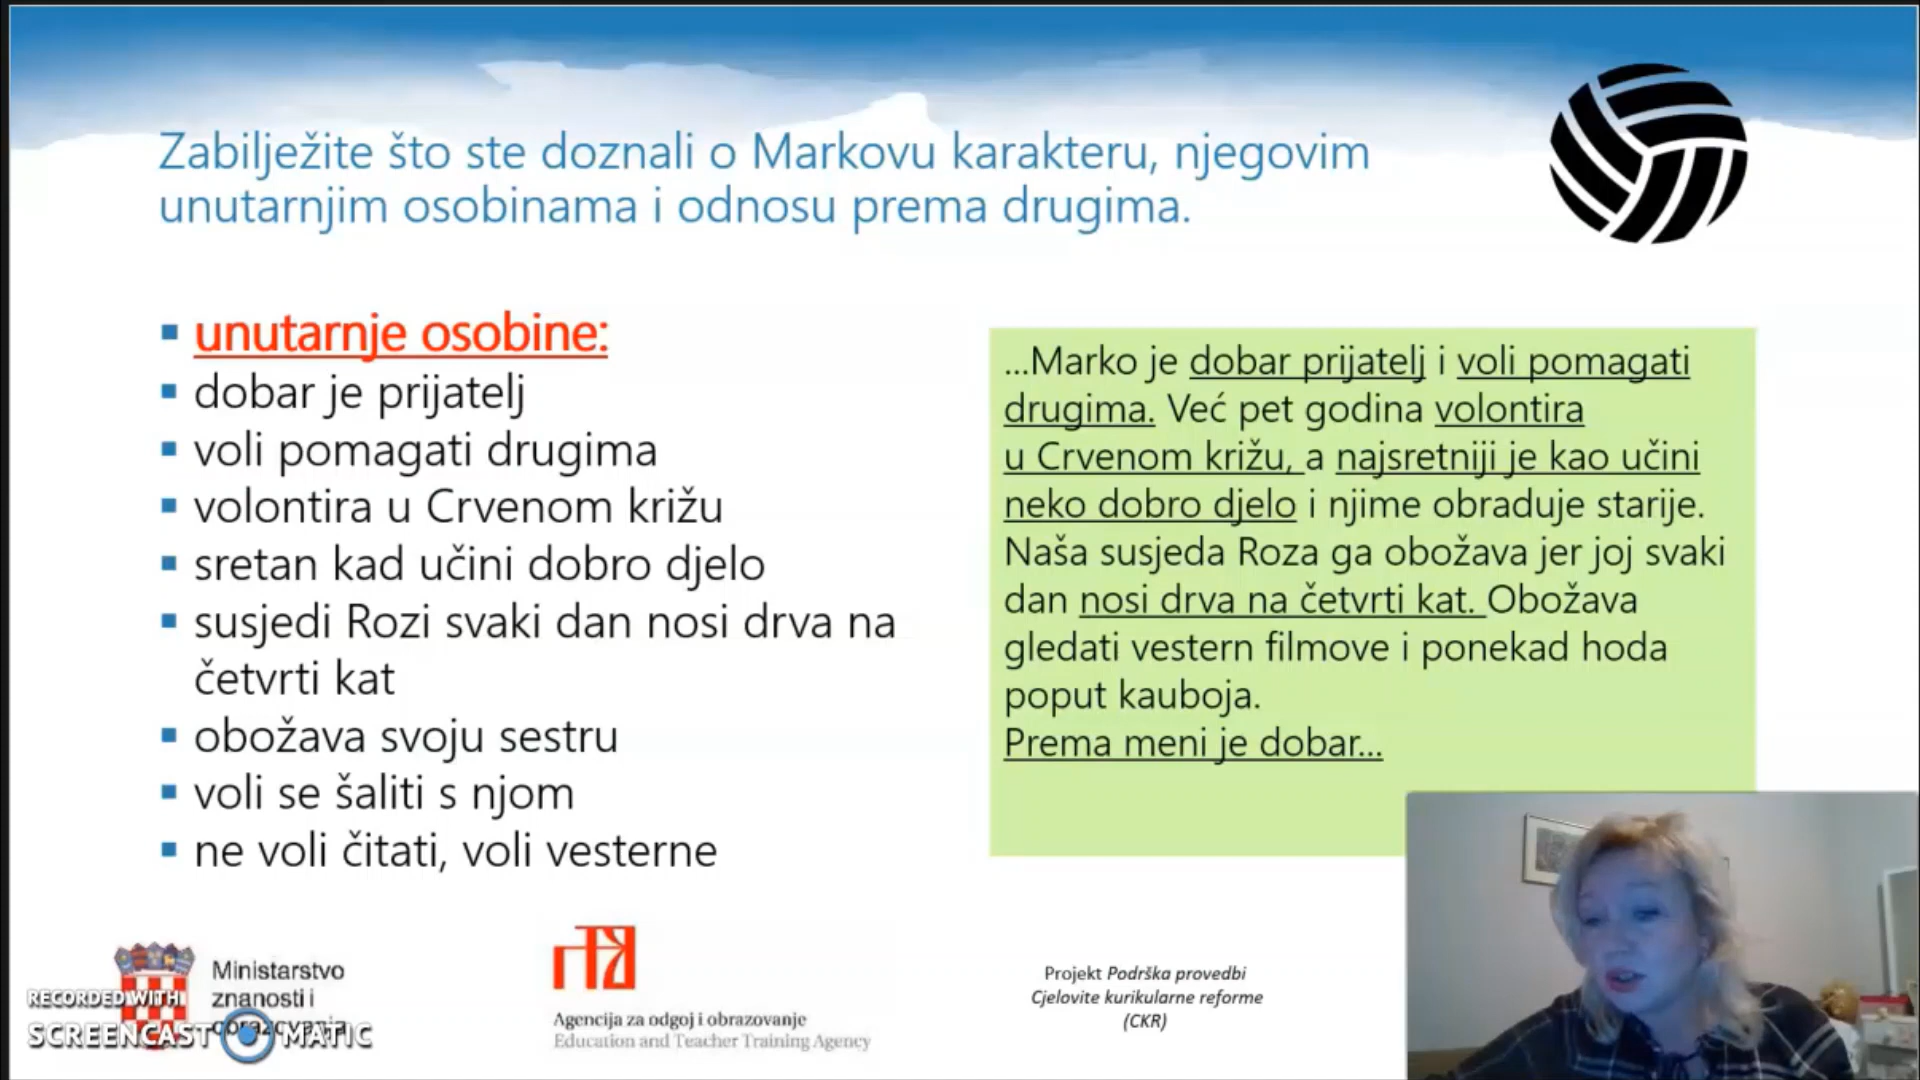 Zabilježite što ste doznali o Markovu karakteru, njegovim
unutarnjim osobinama i odnosu prema drugima.
unutarnje osobine:
dobar je prijatelj
voli pomagati drugima
volontira u Crvenom križu
sretan kad učini dobro djelo
susjedi Rozi svaki dan nosi drva na
četvrti kat
obožava svoju sestru
voli se šaliti s njom
ne voli čitati, voli vesterne
...Marko je dobar prijatelj i voli pomagati
drugima. Već pet godina volontira
u Crvenom križu, a najsretniji je kao učini
neko dobro djelo i njime obraduje starije.
Naša susjeda Roza ga obožava jer joj svaki
dan nosi drva na četvrti kat. Obožava
gledati vestern filmove i ponekad hoda
poput kauboja.
Prema meni je dobar...
Ministarstvo
znanosti i
obrazovanja
RECORDED WITH
SCREENCAST MATIC
Agencija za odgoj i obrazovanje
Education and Teacher Training Agency
Projekt Podrška provedbi
Cjelovite kurikularne reforme
(CKR)